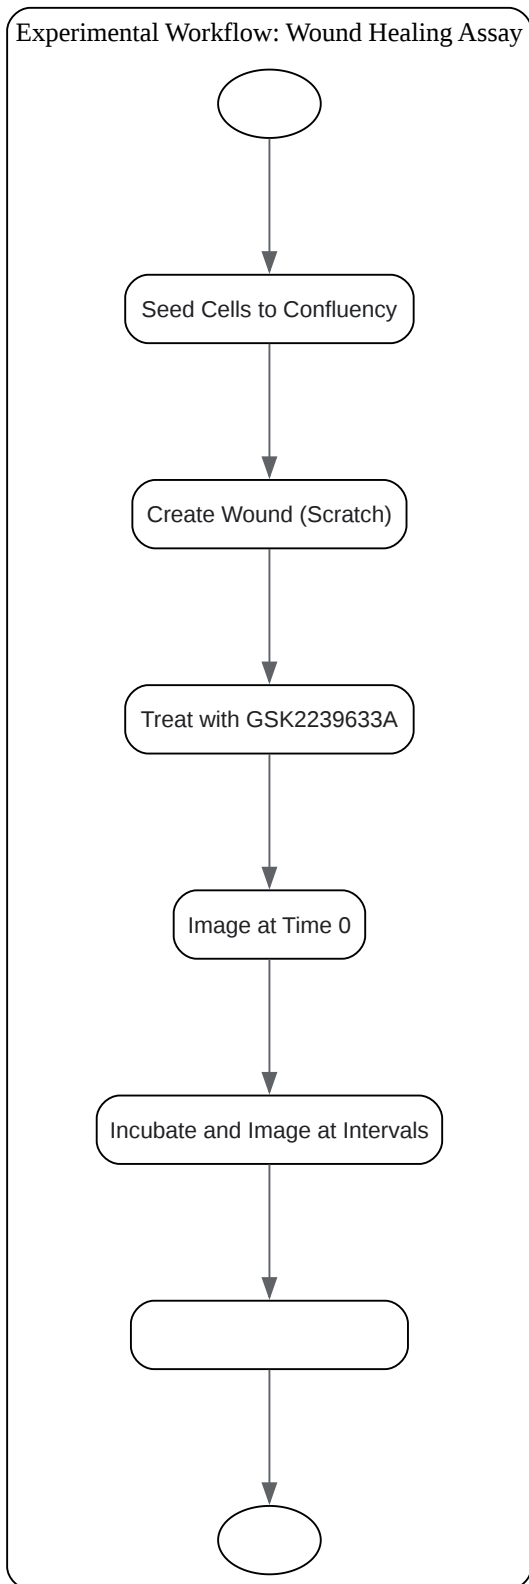 Experimental Workflow: Wound Healing Assay
Seed Cells to Confluency
Create Wound (Scratch)
Treat with GSK2239633A
Image at Time 0
Incubate and Image at Intervals